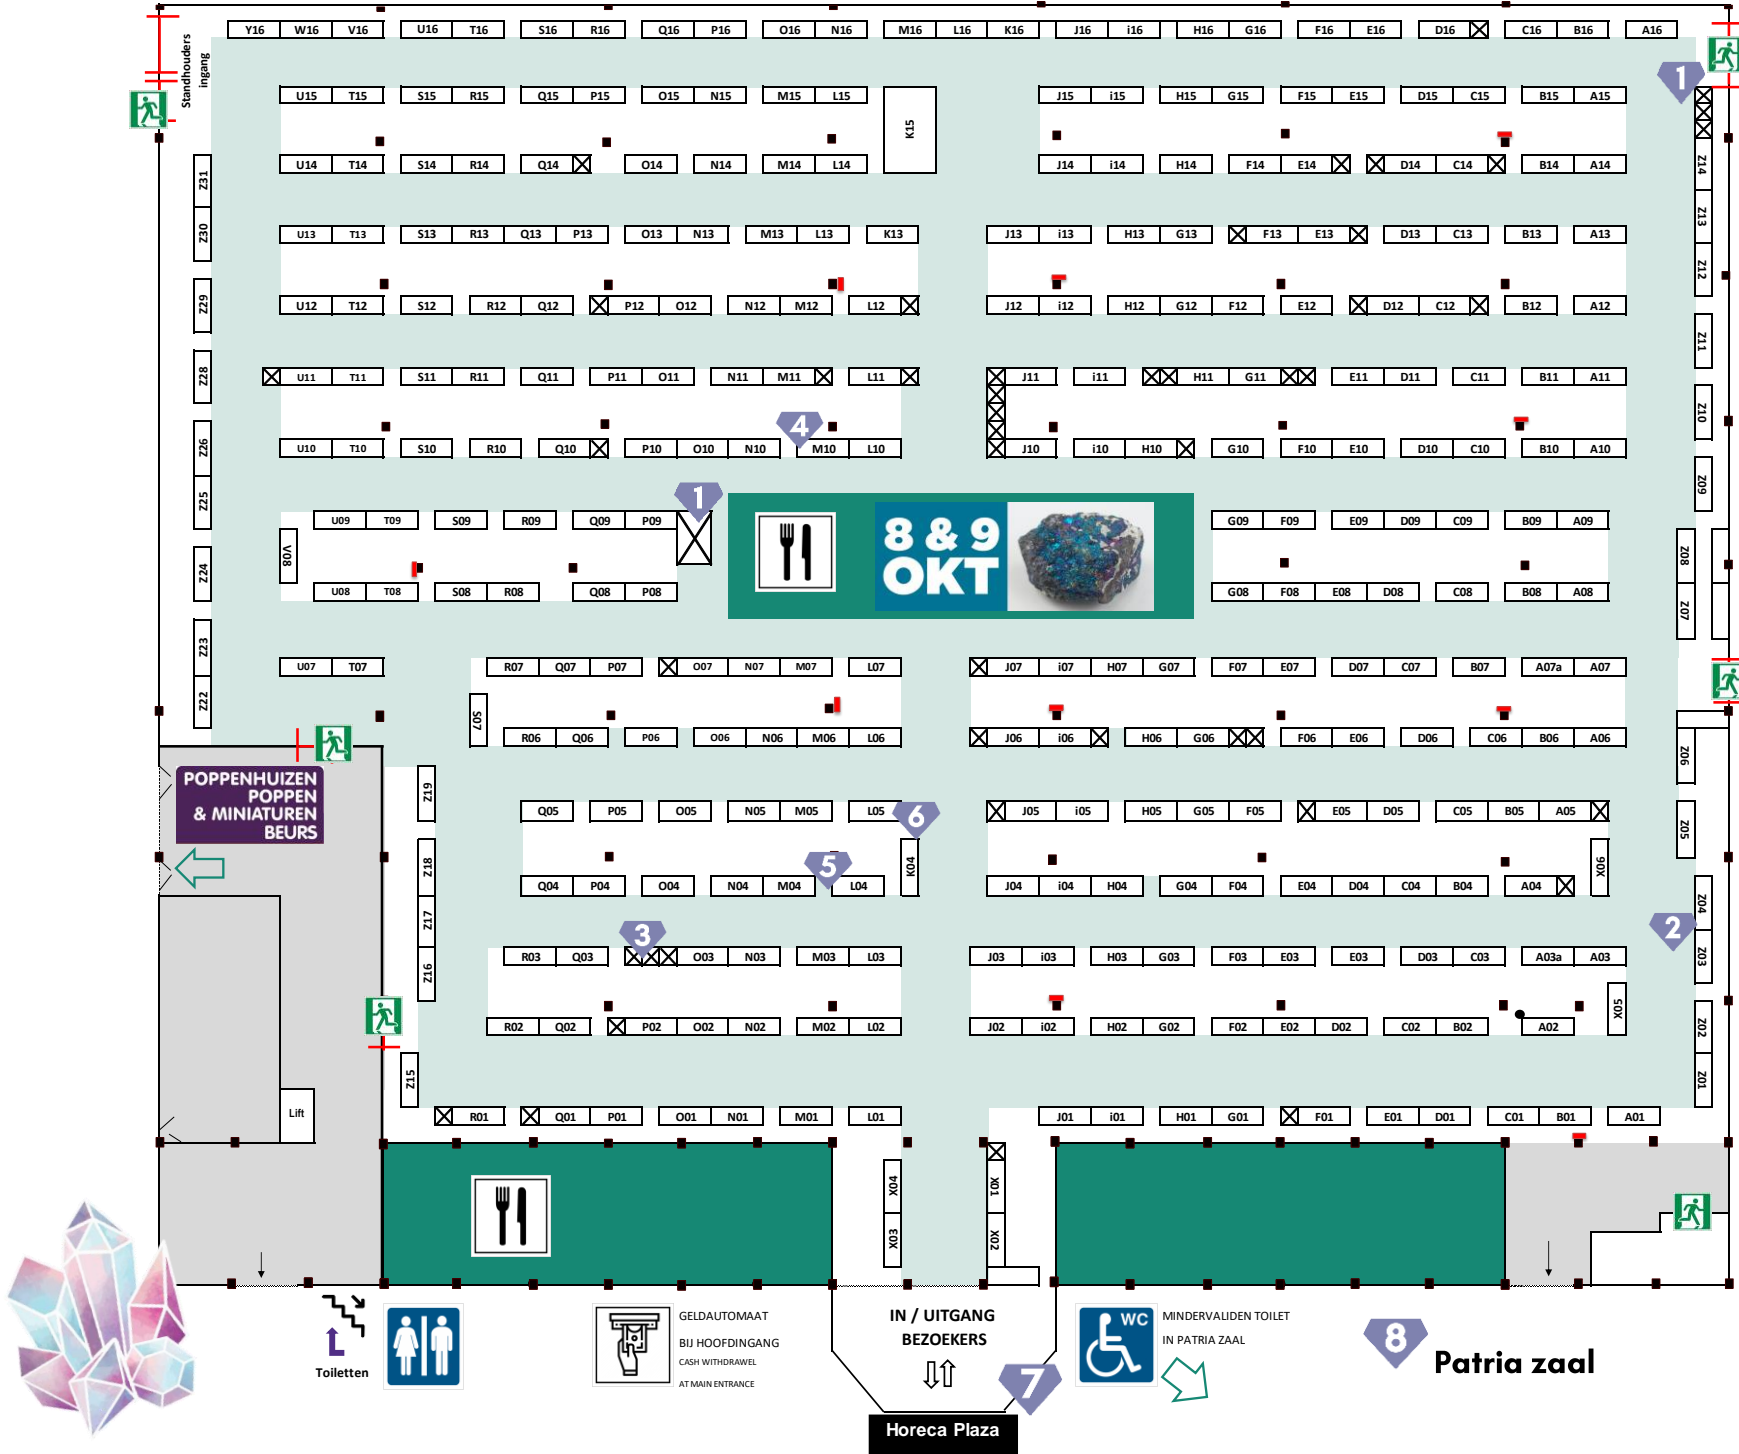 Y16 W16 V16 U16 T16 S16 R16 Q16 P16 O16 N16 M16 L16 K16 J16 i16 H16 G16 F16 E16 D16 C16 B16 A16
Standhouders
ingang
1
U15 T15 S15 R15 Q15 P15 O15 N15 M15 L15 K15 J15 i15 H15 G15 F15 E15 D15 C15 B15 A15
U14 T14 S14 R14 Q14 O14 N14 M14 L14 J14 i14 H14 F14 E14 D14 C14 B14 A14
Z31 Z14
Z30 Z13
U13 T13 S13 R13 Q13 P13 O13 N13 M13 L13 K13 J13 i13 H13 G13 F13 E13 D13 C13 B13 A13
Z12
Z29
U12 T12 S12 R12 Q12 P12 O12 N12 M12 L12 J12 i12 H12 G12 F12 E12 D12 C12 B12 A12
Z11
Z28
U11 T11 S11 R11 Q11 P11 O11 N11 M11 L11 J11 i11 H11 G11 E11 D11 C11 B11 A11
Z10
4
Z26
U10 T10 S10 R10 Q10 P10 O10 N10 M10 L10 J10 i10 H10 G10 F10 E10 D10 C10 B10 A10
Z25 Z09
1
U09 T09 S09 R09 Q09 P09 G09 F09 E09 D09 C09 B09 A09
8 & 9
OKT
V08 Z08
Z24
U08 T08 S08 R08 Q08 P08 G08 F08 E08 D08 C08 B08 A08
Z07
Z23
U07 T07 R07 Q07 P07 O07 N07 M07 L07 J07 i07 H07 G07 F07 E07 D07 C07 B07 A07a A07
Z22
S07
R06 Q06 P06 O06 N06 M06 L06 J06 i06 H06 G06 F06 E06 D06 C06 B06 A06
Z06
POPPENHUIZEN
POPPEN
& MINIATUREN
BEURS
Z19
Q05 P05 O05 N05 M05 L05 J05 i05 H05 G05 F05 E05 D05 C05 B05 A05
6
Z05
Z18 5 K04 X06
Q04 P04 O04 N04 M04 L04 J04 i04 H04 G04 F04 E04 D04 C04 B04 A04
Z17 Z04
3 2
R03 Q03 O03 N03 M03 L03 J03 i03 H03 G03 F03 E03 E03 D03 C03 A03a A03
Z16 Z03
X05
R02 Q02 P02 O02 N02 M02 L02 J02 i02 H02 G02 F02 E02 D02 C02 B02 A02
Z02
Z15 Z01
R01 Q01 P01 O01 N01 M01 L01 J01 i01 H01 G01 F01 E01 D01 C01 B01 A01
Lift
X04 X01
X03 X02
Toiletten
GELDAUTOMAAT
BIJ HOOFDINGANG
CASH WITHDRAWEL
AT MAIN ENTRANCE
IN / UITGANG
BEZOEKERS
WC
MINDERVALIDEN TOILET
IN PATRIA ZAAL
7
8
Patria zaal
Horeca Plaza